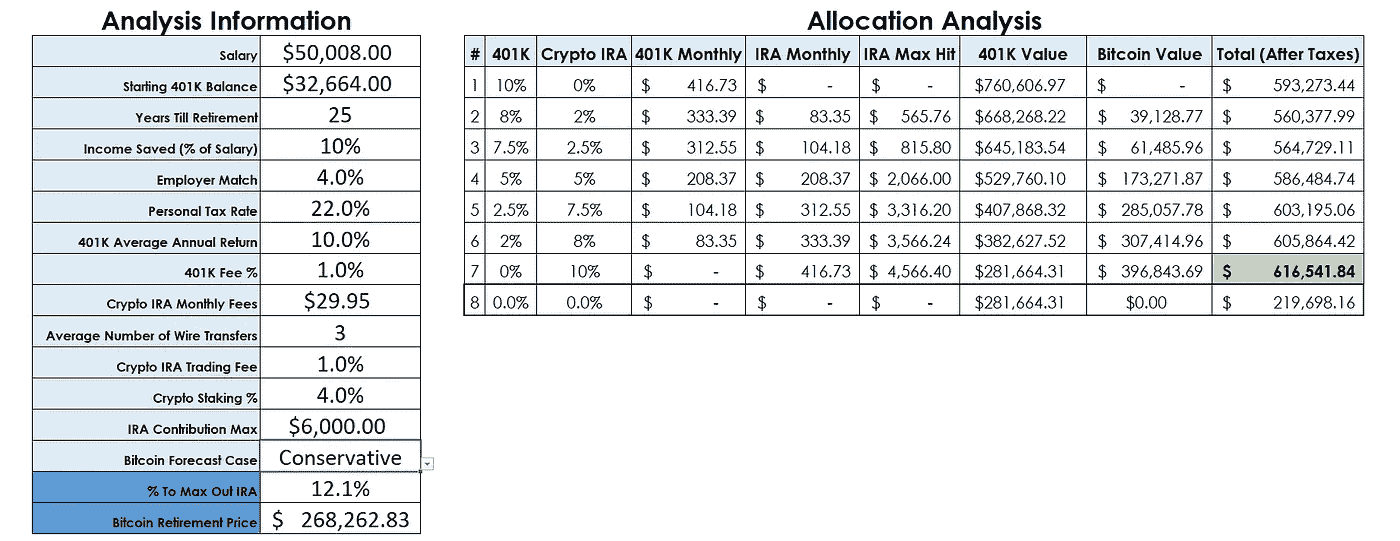 Analysis Information
Salary $50,008.00
Starting 401K Balance $32,664.00
Years Till Retirement 25
Income Saved (% of Salary) 10%
Employer Match 4.0%
Personal Tax Rate 22.0%
401K Average Annual Return 10.0%
401K Fee % 1.0%
Crypto IRA Monthly Fees $29.95
Average Number of Wire Transfers 3
Crypto IRA Trading Fee 1.0%
Crypto Staking % 4.0%
IRA Contribution Max $6,000.00
Bitcoin Forecast Case Conservative
% To Max Out IRA 12.1%
Bitcoin Retirement Price $ 268,262.83
Allocation Analysis
# 401K Crypto IRA 401K Monthly IRA Monthly IRA Max Hit 401K Value Bitcoin Value Total (After Taxes)
1 10% 0% $ 416.73 $ - $ - $760,606.97 $ - $ 593,273.44
2 8% 2% $ 333.39 $ 83.35 $ 565.76 $668,268.22 $ 39,128.77 $ 560,377.99
3 7.5% 2.5% $ 312.55 $ 104.18 $ 815.80 $645,183.54 $ 61,485.96 $ 564,729.11
4 5% 5% $ 208.37 $ 208.37 $ 2,066.00 $529,760.10 $ 173,271.87 $ 586,484.74
5 2.5% 7.5% $ 104.18 $ 312.55 $ 3,316.20 $407,868.32 $ 285,057.78 $ 603,195.06
6 2% 8% $ 83.35 $ 333.39 $ 3,566.24 $382,627.52 $ 307,414.96 $ 605,864.42
7 0% 10% $ - $ 416.73 $ 4,566.40 $281,664.31 $ 396,843.69 $ 616,541.84
8 0.0% 0.0% $ - $ - $ - $281,664.31 $0.00 $ 219,698.16